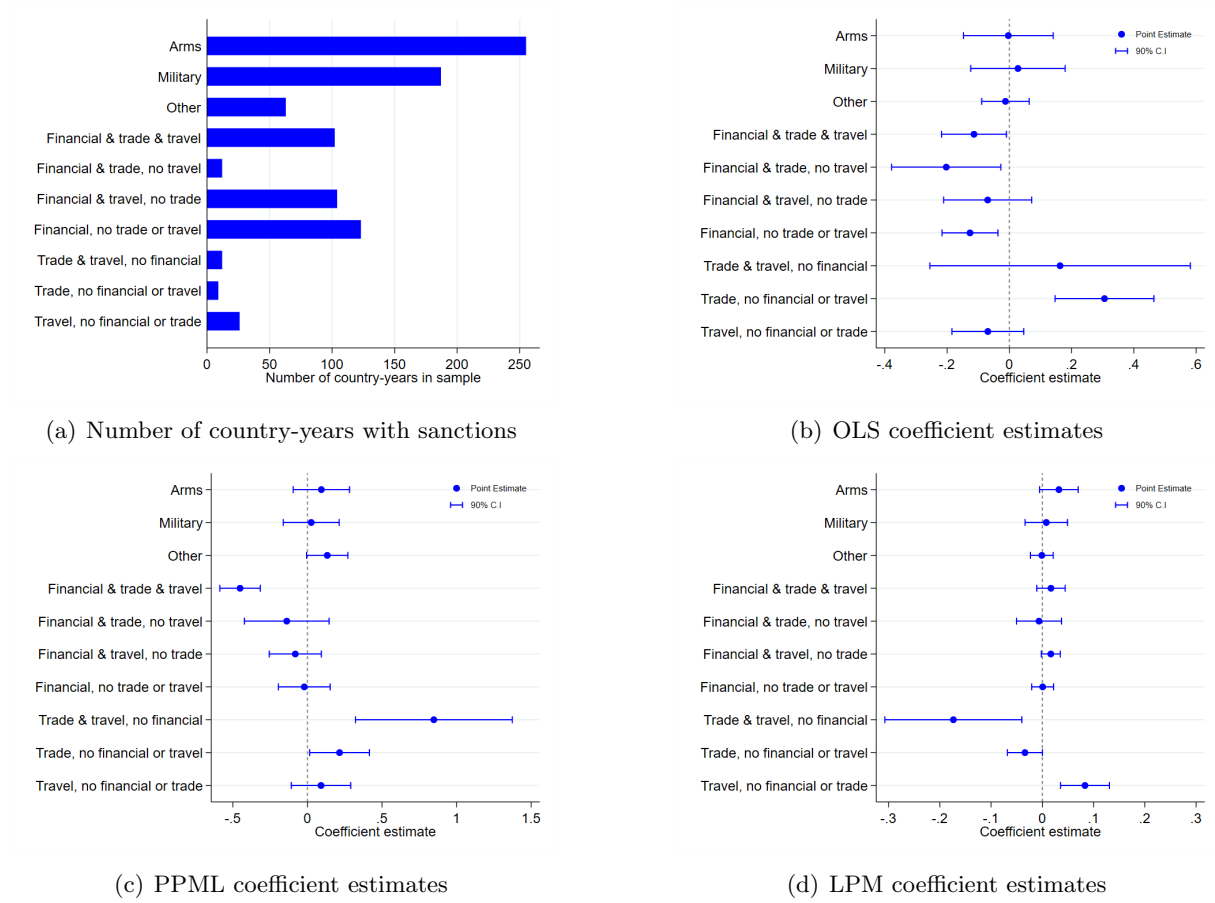 Arms
Military
Other
Financial & trade & travel
Financial & trade, no travel
Financial & travel, no trade
Financial, no trade or travel
Trade & travel, no financial
Trade, no financial or travel
Travel, no financial or trade
0 50 100 150 200 250
Number of country-years in sample
(a) Number of country-years with sanctions
Arms
Military
Other
Financial & trade & travel
Financial & trade, no travel
Financial & travel, no trade
Financial, no trade or travel
Trade & travel, no financial
Trade, no financial or travel
Travel, no financial or trade
Point Estimate
90% C.I
-.4 -.2 0 .2 .4 .6
Coefficient estimate
(b) OLS coefficient estimates
Arms
Military
Other
Financial & trade & travel
Financial & trade, no travel
Financial & travel, no trade
Financial, no trade or travel
Trade & travel, no financial
Trade, no financial or travel
Travel, no financial or trade
Point Estimate
90% C.I
-.5 0 .5 1 1.5
Coefficient estimate
(c) PPML coefficient estimates
Arms
Military
Other
Financial & trade & travel
Financial & trade, no travel
Financial & travel, no trade
Financial, no trade or travel
Trade & travel, no financial
Trade, no financial or travel
Travel, no financial or trade
Point Estimate
90% C.I
-.3 -.2 -.1 0 .1 .2 .3
Coefficient estimate
(d) LPM coefficient estimates